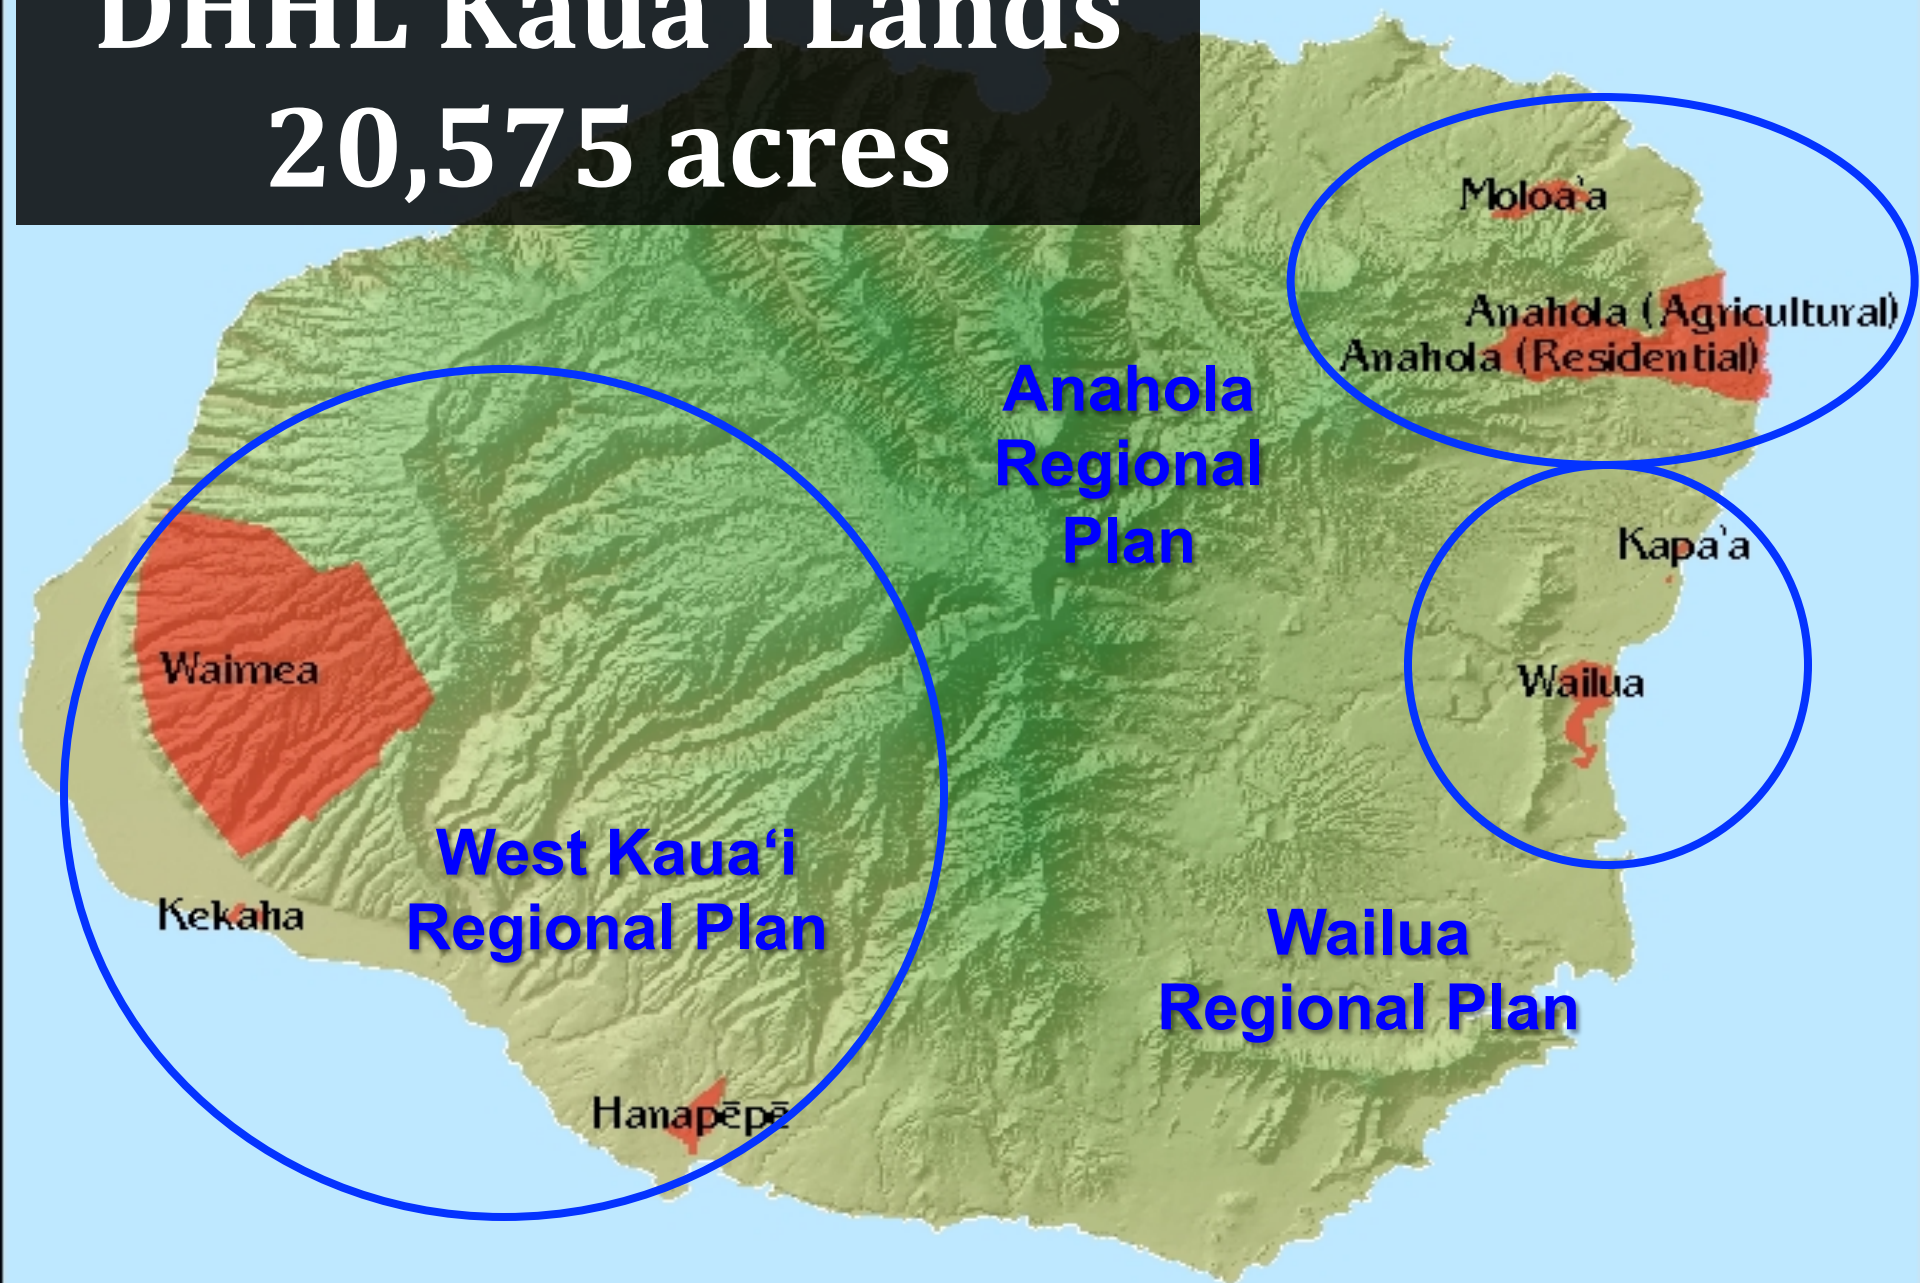 DHHL Kauaʻi Lands
20,575 acres
Moloa'a
Anahola (Agricultural)
Anahola (Residential)
Anahola
Regional
Plan
Kapa'a
Waimea
Wailua
West Kaua‘i
Regional Plan
Kekaha
Wailua
Regional Plan
Hanapēpē